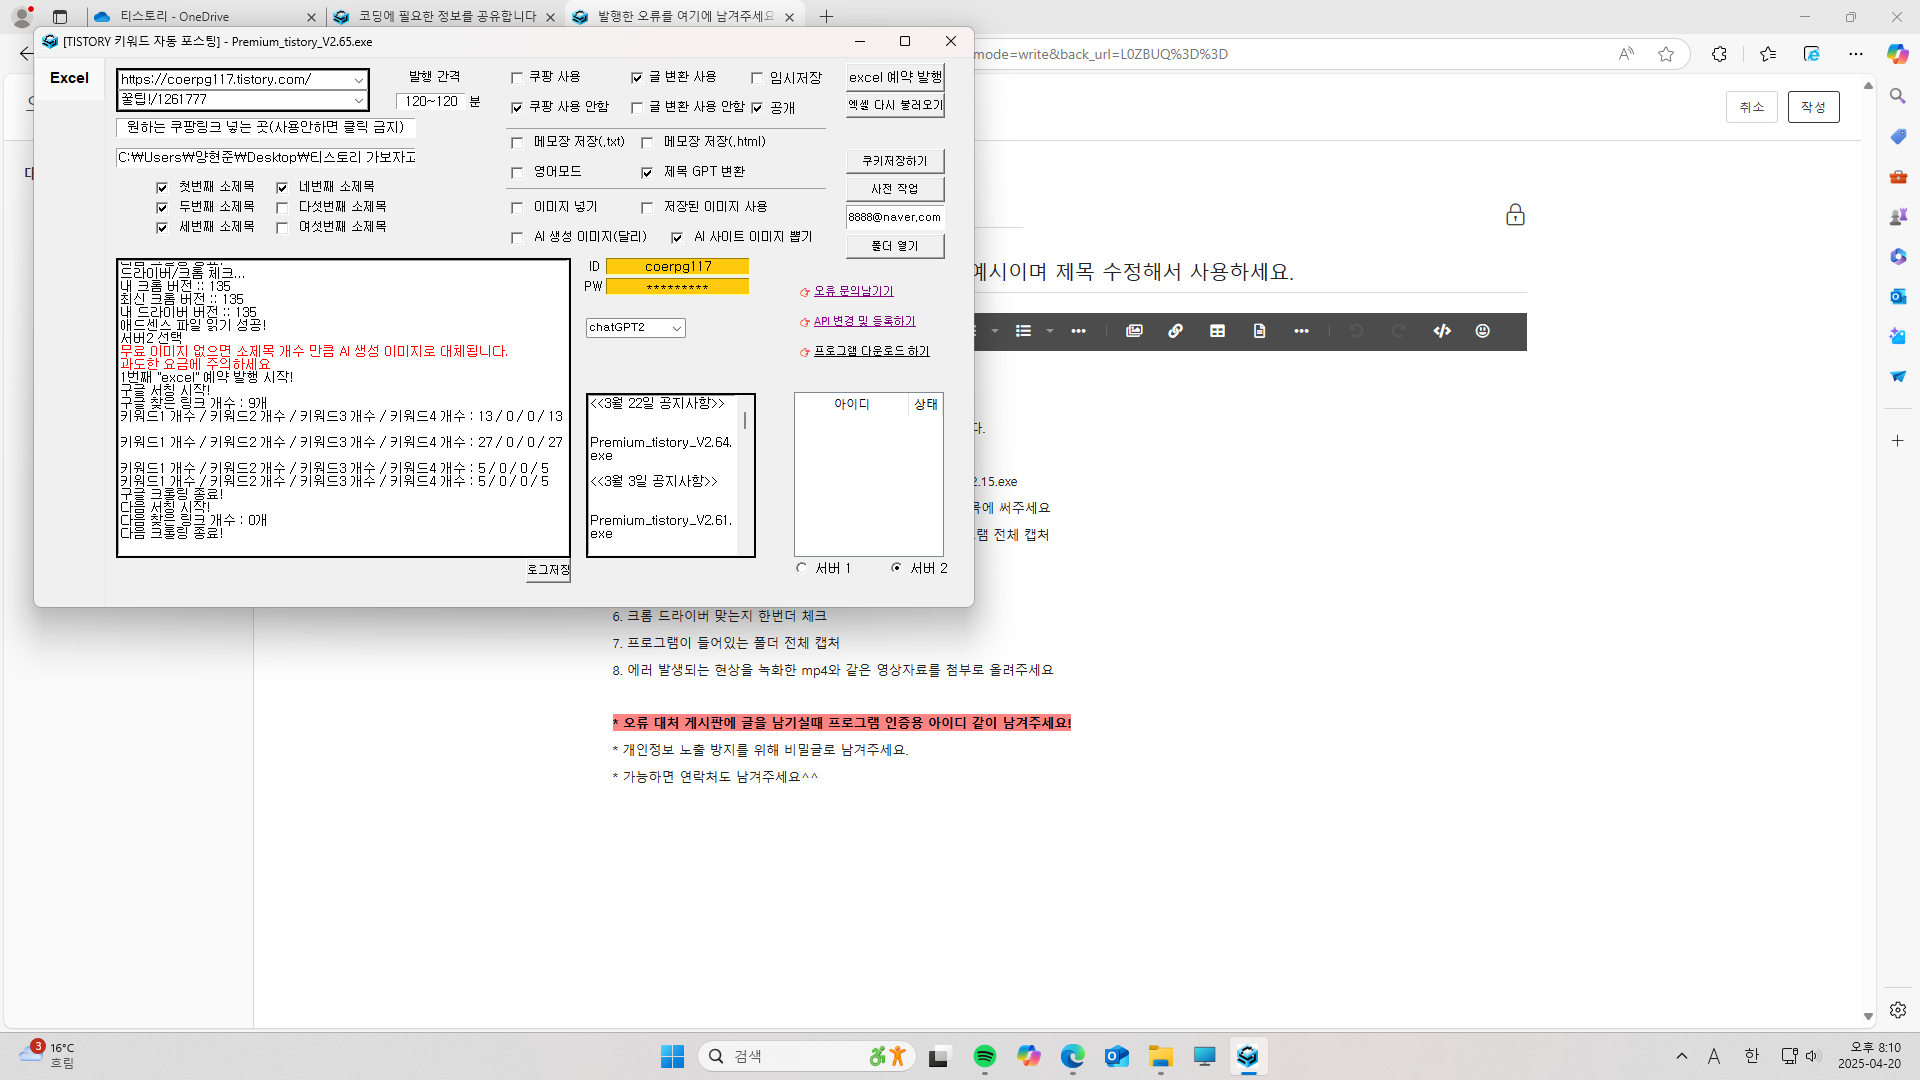 티스토리 - OneDrive
코딩에 필요한 정보를 공유합니다
발행한 오류를 여기에 남겨주세요
[TISTORY 키워드 자동 포스팅] - Premium_tistory_V2.65.exe
mode=write&back_url=L0ZBUQ%3D%3D
Excel
https://coerpg117.tistory.com/
꿀팁!/1261777
발행 간격
120~120 분
쿠팡 사용
글 변환 사용
임시저장
쿠팡 사용 안함
글 변환 사용 안함
공개
excel 예약 발행
엑셀 다시 불러오기
원하는 쿠팡링크 넣는 곳(사용안하면 클릭 금지)
C:₩Users₩양현준₩Desktop₩티스토리 가보자고
메모장 저장(.txt)
메모장 저장(.html)
영어모드
제목 GPT 변환
쿠키저장하기
사전 작업
8888@naver.com
폴더 열기
첫번째 소제목
네번째 소제목
두번째 소제목
다섯번째 소제목
세번째 소제목
여섯번째 소제목
이미지 넣기
저장된 이미지 사용
AI 생성 이미지(달리)
AI 사이트 이미지 뽑기
드라이버/크롬 체크...
내 크롬 버전 :: 135
최신 크롬 버전 :: 135
내 드라이버 버전 :: 135
애드센스 파일 읽기 성공!
서버2 선택
무료 이미지 없으면 소제목 개수 만큼 AI 생성 이미지로 대체됩니다.
과도한 요금에 주의하세요
1번째 "excel" 예약 발행 시작!
구글 서칭 시작!
구글 찾은 링크 개수 : 9개
키워드1 개수 / 키워드2 개수 / 키워드3 개수 / 키워드4 개수 : 13 / 0 / 0 / 13
키워드1 개수 / 키워드2 개수 / 키워드3 개수 / 키워드4 개수 : 27 / 0 / 0 / 27
키워드1 개수 / 키워드2 개수 / 키워드3 개수 / 키워드4 개수 : 5 / 0 / 0 / 5
키워드1 개수 / 키워드2 개수 / 키워드3 개수 / 키워드4 개수 : 5 / 0 / 0 / 5
구글 크롤링 종료!
다음 서칭 시작!
다음 찾은 링크 개수 : 0개
다음 크롤링 종료!
로그저장
ID coerpg117
PW *********
chatGPT2
오류 문의남기기
API 변경 및 등록하기
프로그램 다운로드 하기
<<3월 22일 공지사항>>
Premium_tistory_V2.64.
exe
<<3월 3일 공지사항>>
Premium_tistory_V2.61.
exe
아이디 상태
서버 1
서버 2
취소
작성
예시이며 제목 수정해서 사용하세요.
다.
2.15.exe
목에 써주세요
램 전체 캡처
6. 크롬 드라이버 맞는지 한번더 체크
7. 프로그램이 들어있는 폴더 전체 캡처
8. 에러 발생되는 현상을 녹화한 mp4와 같은 영상자료를 첨부로 올려주세요
* 오류 대처 게시판에 글을 남기실때 프로그램 인증용 아이디 같이 남겨주세요!
* 개인정보 노출 방지를 위해 비밀글로 남겨주세요.
* 가능하면 연락처도 남겨주세요^^
3
16°C
흐림
검색
A
한
오후 8:10
2025-04-20